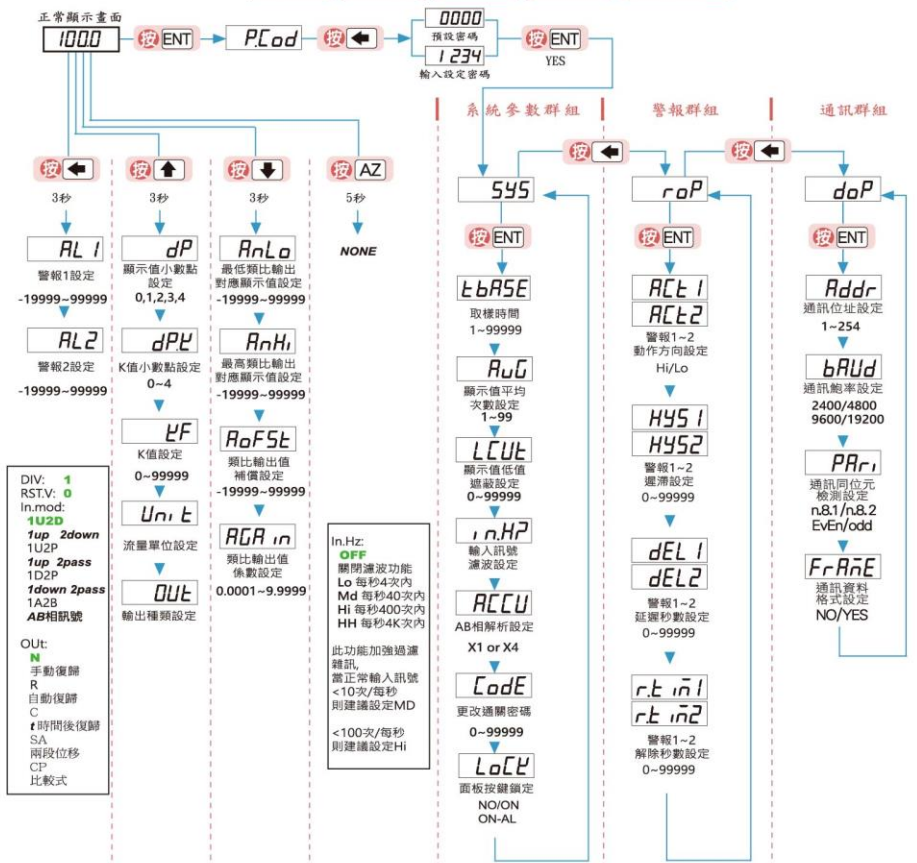 正常顯示畫面
100.0
按 ENT
P.Cod
按
0000
預設密碼
1234
輸入設定密碼
按 ENT
YES
系統參數群組
警報群組
通訊群組
按
3秒
AL1
警報1設定
-19999~99999
AL2
警報2設定
-19999~99999
按
3秒
dP
顯示值小數點
設定
0,1,2,3,4
dP.K
K值小數點設定
0~4
KF
K值設定
0~99999
Unit
流量單位設定
OUt
輸出種類設定
按
3秒
AnLo
最低類比輸出
對應顯示值設定
-19999~99999
AnHi
最高類比輸出
對應顯示值設定
-19999~99999
AoFSt
類比輸出值
補償設定
-19999~99999
AGAin
類比輸出值
係數設定
0.0001~9.9999
按 AZ
5秒
NONE
DIV: 1
RST.V: 0
In.mod:
1U2D
1up 2down
1U2P
1up 2pass
1D2P
1down 2pass
1A2B
AB相訊號
OUt:
N
手動復歸
R
自動復歸
C
t時間後復歸
SA
兩段位移
CP
比較式
In.Hz:
OFF
關閉濾波功能
Lo 每秒4次內
Md 每秒40次內
Hi 每秒400次內
HH 每秒4K次內
此功能加強過濾
雜訊,
當正常輸入訊號
<10次/每秒
則建議設定MD
<100次/每秒
則建議設定Hi
按
SYS
按 ENT
tbASE
取樣時間
1~99999
AvG
顯示值平均
次數設定
1~99
LCUt
顯示值低值
遮蔽設定
0~99999
in.HZ
輸入訊號
濾波設定
ACCU
AB相解析設定
X1 or X4
CodE
更改通關密碼
0~99999
LoCK
面板按鍵鎖定
NO/ON
ON-AL
按
roP
按 ENT
ACt1
ACt2
警報1~2
動作方向設定
Hi/Lo
HYS1
HYS2
警報1~2
遲滯設定
0~99999
dEL1
dEL2
警報1~2
延遲秒數設定
0~99999
r.tim1
r.tim2
警報1~2
解除秒數設定
0~99999
doP
按 ENT
Addr
通訊位址設定
1~254
bAUd
通訊鮑率設定
2400/4800
9600/19200
PAri
通訊同位元
檢測設定
n.8.1/n.8.2
EvEn/odd
FrAmE
通訊資料
格式設定
NO/YES